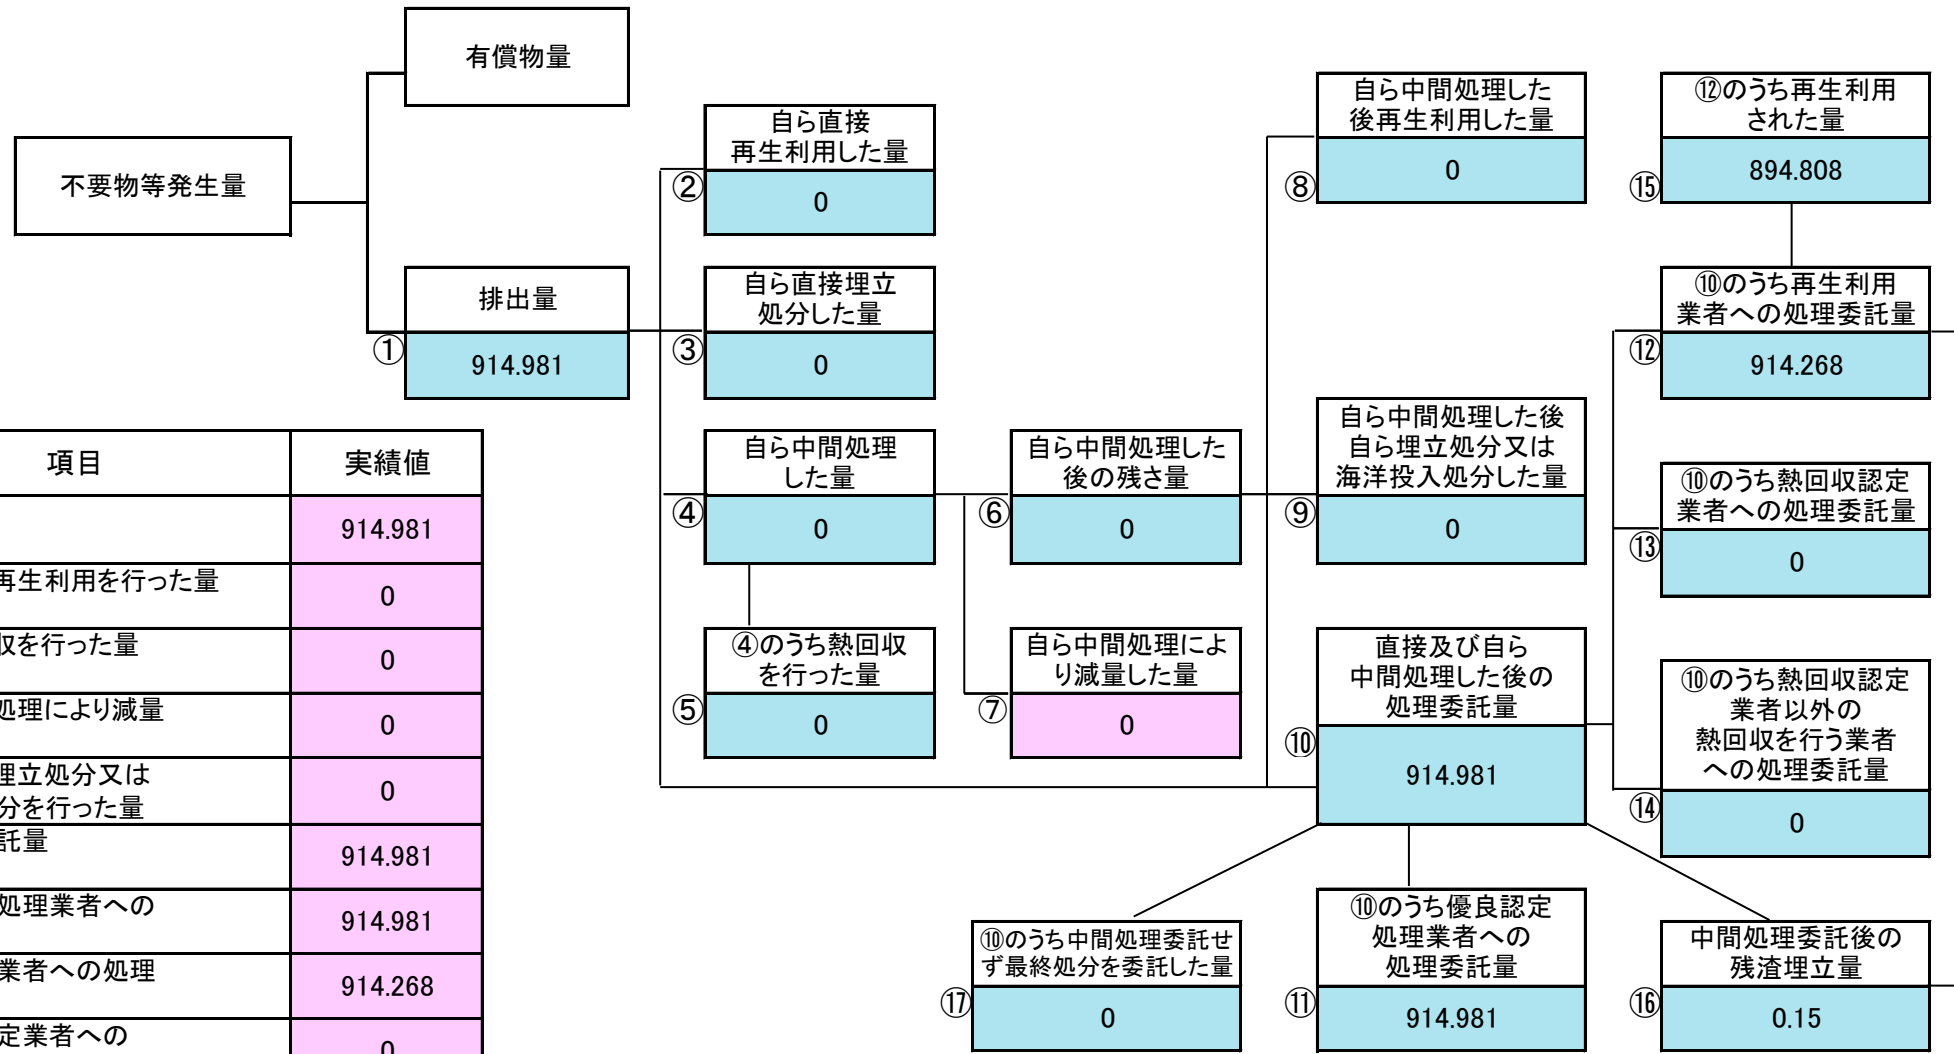 有償物量
不要物等発生量
排出量
①
914.981
自ら直接
再生利用した量
②
0
自ら直接埋立
処分した量
③
0
自ら中間処理
した量
④
0
④のうち熱回収
を行った量
⑤
0
自ら中間処理した
後の残さ量
⑥
0
自ら中間処理によ
り減量した量
⑦
0
自ら中間処理した
後再生利用した量
⑧
0
自ら中間処理した後
自ら埋立処分又は
海洋投入処分した量
⑨
0
直接及び自ら
中間処理した後の
処理委託量
⑩
914.981
⑫のうち再生利用
された量
⑮
894.808
⑩のうち再生利用
業者への処理委託量
⑫
914.268
⑩のうち熱回収認定
業者への処理委託量
⑬
0
⑩のうち熱回収認定
業者以外の
熱回収を行う業者
への処理委託量
⑭
0
⑩のうち中間処理委託せ
ず最終処分を委託した量
⑰
0
⑩のうち優良認定
処理業者への
処理委託量
⑪
914.981
中間処理委託後の
残渣埋立量
⑯
0.15
項目 実績値
914.981
再生利用を行った量 0
収を行った量 0
処理により減量 0
埋立処分又は
分を行った量 0
託量 914.981
処理業者への 914.981
業者への処理 914.268
定業者への 0